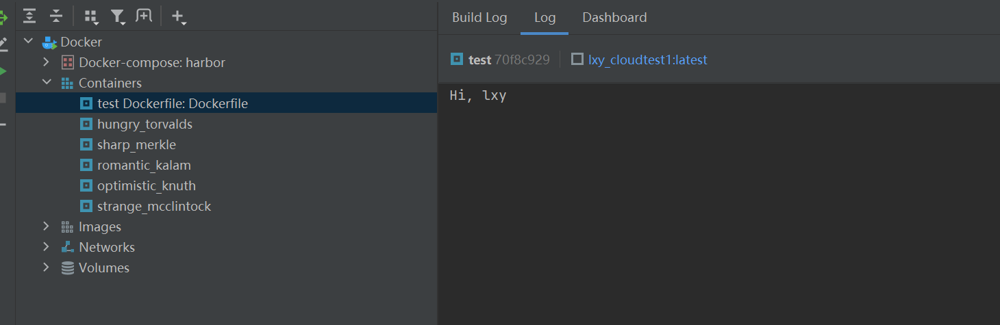 Docker
Docker-compose: harbor
Containers
test Dockerfile: Dockerfile
hungry_torvalds
sharp_merkle
romantic_kalam
optimistic_knuth
strange_mcclintock
Images
Networks
Volumes
Build Log Log Dashboard
test 70f8c929 lxy_cloudtest1:latest
Hi, lxy